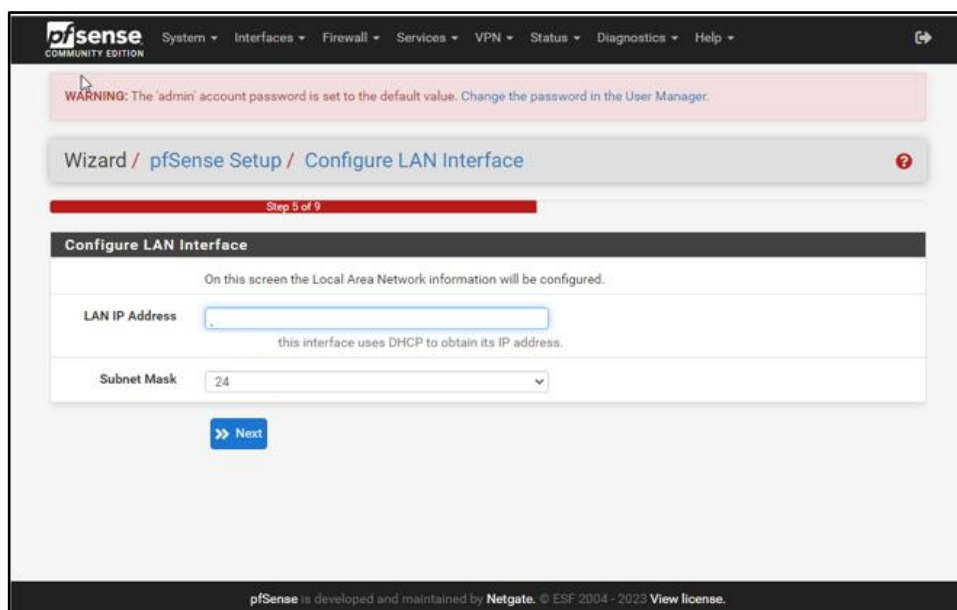 pfsense
COMMUNITY EDITION
System Interfaces Firewall Services VPN Status Diagnostics Help
WARNING: The 'admin' account password is set to the default value. Change the password in the User Manager.
Wizard / pfSense Setup / Configure LAN Interface
Step 5 of 9
Configure LAN Interface
On this screen the Local Area Network information will be configured.
LAN IP Address
.
this interface uses DHCP to obtain its IP address.
Subnet Mask 24
Next
pfSense is developed and maintained by Netgate. © ESF 2004 - 2023 View license.